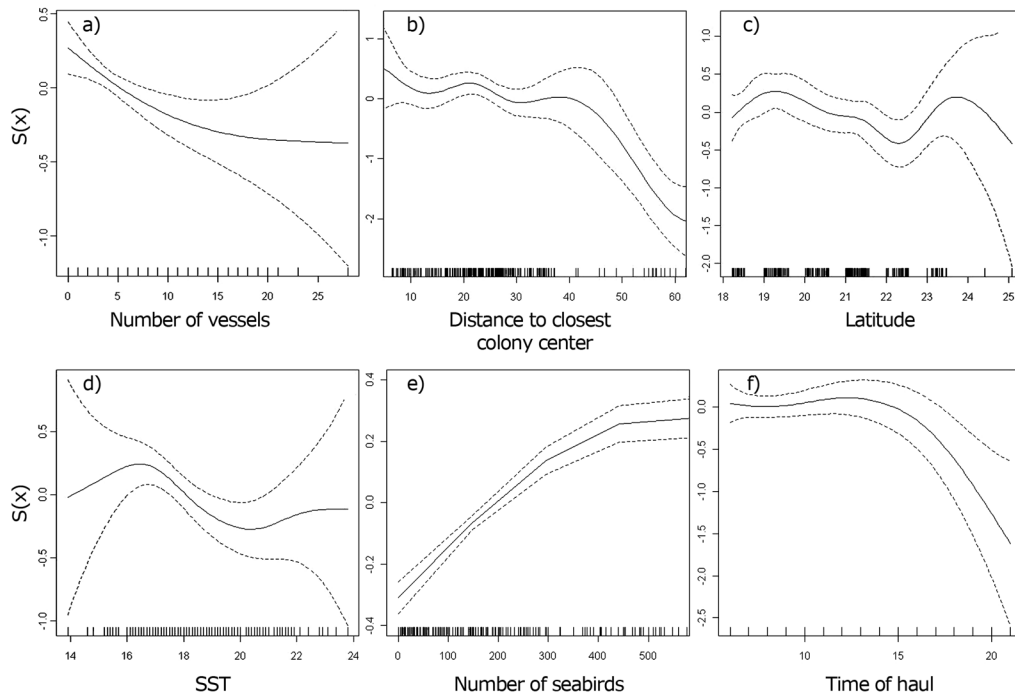 a)
S(x)
0.5
0.0
-0.5
-1.0
0 5 10 15 20 25
Number of vessels
b)
1
0
-1
-2
10 20 30 40 50 60
Distance to closest
colony center
c)
1.0
0.5
0.0
-0.5
-1.0
-1.5
-2.0
18 19 20 21 22 23 24 25
Latitude
d)
S(x)
0.5
0.0
-0.5
-1.0
14 16 18 20 22 24
SST
e)
0.4
0.2
0.0
-0.2
-0.4
0 100 200 300 400 500
Number of seabirds
f)
0.0
-0.5
-1.0
-1.5
-2.0
-2.5
10 15 20
Time of haul